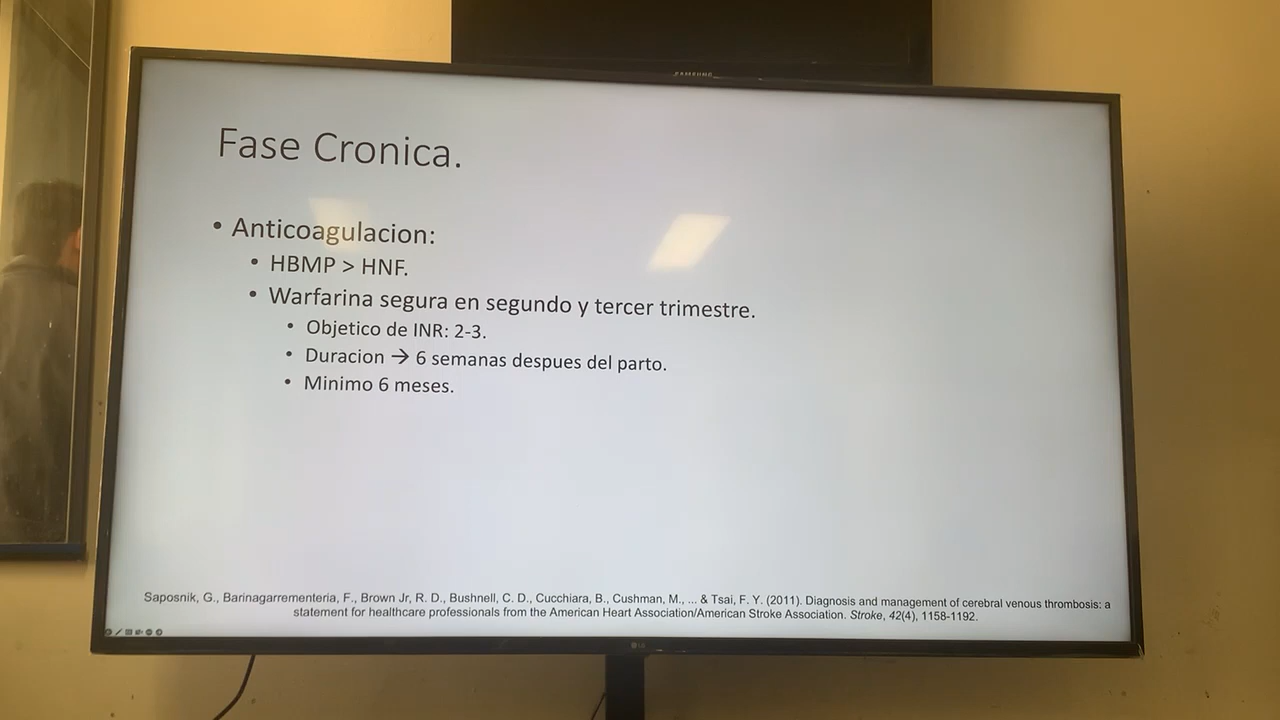 SAMSUNG
Fase Cronica.
• Anticoagulacion:
• HBMP > HNF.
• Warfarina segura en segundo y tercer trimestre.
• Objetico de INR: 2-3.
• Duracion → 6 semanas despues del parto.
• Minimo 6 meses.
Saposnik, G., Barinagarrementeria, F., Brown Jr, R. D., Bushnell, C. D., Cucchiara, B., Cushman, M., ... & Tsai, F. Y. (2011). Diagnosis and management of cerebral venous thrombosis: a
statement for healthcare professionals from the American Heart Association/American Stroke Association. Stroke, 42(4), 1158-1192.
LG